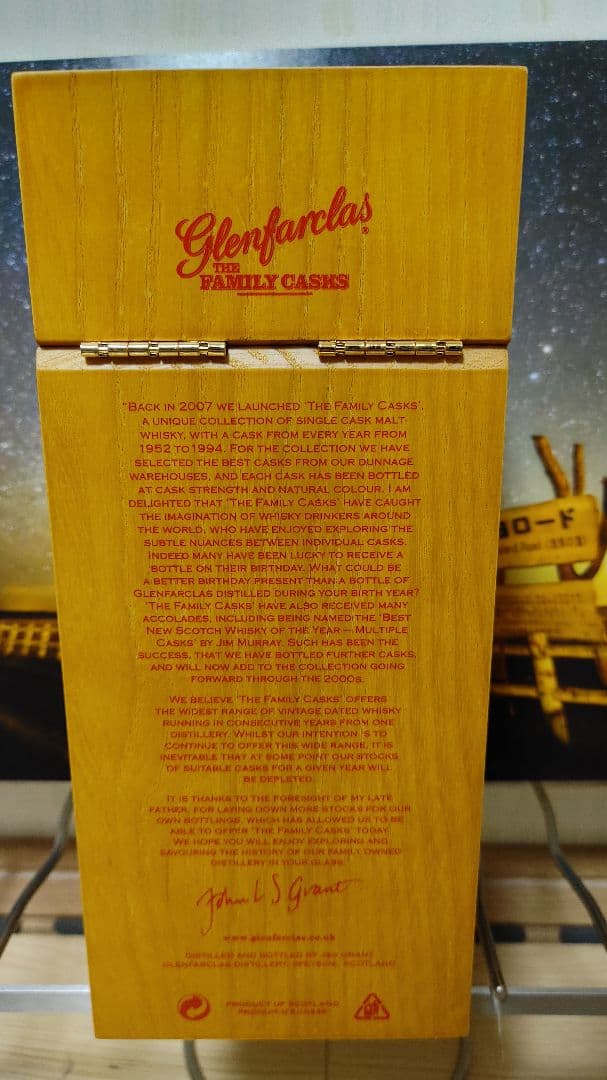 Glenfarclas®
THE
FAMILY CASKS
"BACK IN 2007 WE LAUNCHED 'THE FAMILY CASKS',
A UNIQUE COLLECTION OF SINGLE CASK MALT
WHISKY, WITH A CASK FROM EVERY YEAR FROM
1952 TO 1994. FOR THE COLLECTION WE HAVE
SELECTED THE BEST CASKS FROM OUR DUNNAGE
WAREHOUSES, AND EACH CASK HAS BEEN BOTTLED
AT CASK STRENGTH AND NATURAL COLOUR. I AM
DELIGHTED THAT 'THE FAMILY CASKS' HAVE CAUGHT
THE IMAGINATION OF WHISKY DRINKERS AROUND
THE WORLD, WHO HAVE ENJOYED EXPLORING THE
SUBTLE NUANCES BETWEEN INDIVIDUAL CASKS.
INDEED MANY HAVE BEEN LUCKY TO RECEIVE A
BOTTLE ON THEIR BIRTHDAY. WHAT COULD BE
A BETTER BIRTHDAY PRESENT THAN A BOTTLE OF
GLENFARCLAS DISTILLED DURING YOUR BIRTH YEAR?
'THE FAMILY CASKS' HAVE ALSO RECEIVED MANY
ACCOLADES, INCLUDING BEING NAMED THE 'BEST
NEW SCOTCH WHISKY OF THE YEAR – MULTIPLE
CASKS' BY JIM MURRAY. SUCH HAS BEEN THE
SUCCESS, THAT WE HAVE BOTTLED FURTHER CASKS,
AND WILL NOW ADD TO THE COLLECTION GOING
FORWARD THROUGH THE 2000s.
WE BELIEVE 'THE FAMILY CASKS' OFFERS
THE WIDEST RANGE OF VINTAGE DATED WHISKY
RUNNING IN CONSECUTIVE YEARS FROM ONE
DISTILLERY. WHILST OUR INTENTION IS TO
CONTINUE TO OFFER THIS WIDE RANGE, IT IS
INEVITABLE THAT AT SOME POINT OUR STOCKS
OF SUITABLE CASKS FOR A GIVEN YEAR WILL
BE DEPLETED.
IT IS THANKS TO THE FORESIGHT OF MY LATE
FATHER, FOR LAYING DOWN MORE STOCKS FOR OUR
OWN BOTTLINGS, WHICH HAS ALLOWED US TO BE
ABLE TO OFFER 'THE FAMILY CASKS' TODAY.
WE HOPE YOU WILL ENJOY EXPLORING AND
SAVOURING THE HISTORY OF OUR FAMILY OWNED
DISTILLERY IN YOUR GLASS."
John L S Grant
www.glenfarclas.co.uk
DISTILLED AND BOTTLED BY J&G GRANT
GLENFARCLAS DISTILLERY, SPEYSIDE, SCOTLAND
PRODUCT OF SCOTLAND
ロード